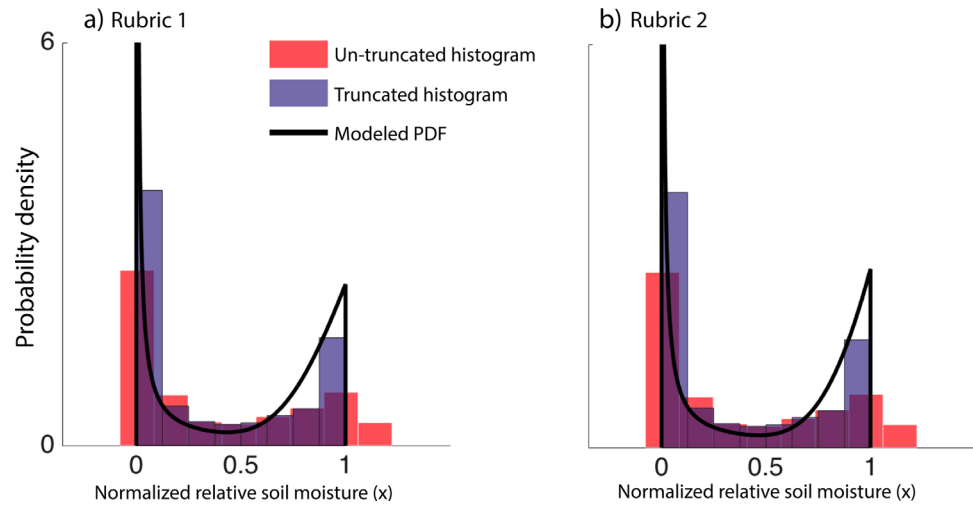 a) Rubric 1
6
Un-truncated histogram
Truncated histogram
Modeled PDF
Probability density
0
0 0.5 1
Normalized relative soil moisture (x)
b) Rubric 2
0 0.5 1
Normalized relative soil moisture (x)